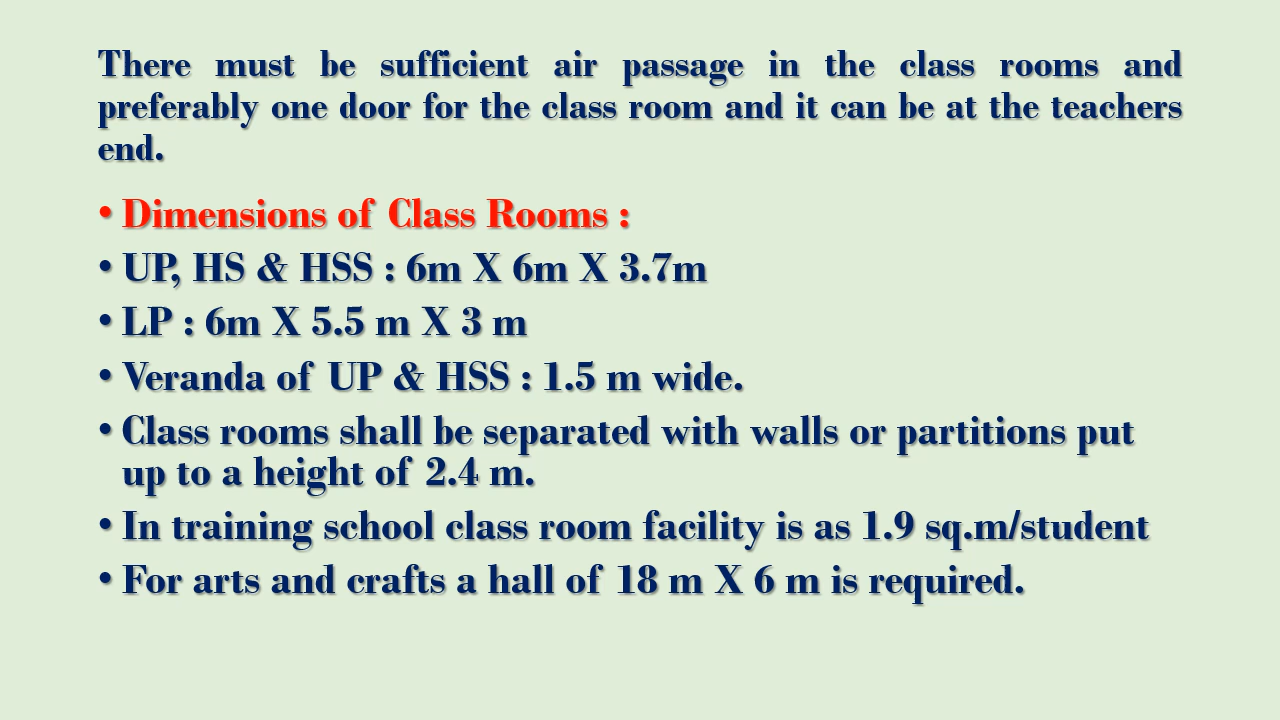 There must be sufficient air passage in the class rooms and
preferably one door for the class room and it can be at the teachers
end.
• Dimensions of Class Rooms :
• UP, HS & HSS : 6m X 6m X 3.7m
• LP : 6m X 5.5 m X 3 m
• Veranda of UP & HSS : 1.5 m wide.
• Class rooms shall be separated with walls or partitions put
up to a height of 2.4 m.
• In training school class room facility is as 1.9 sq.m/student
• For arts and crafts a hall of 18 m X 6 m is required.